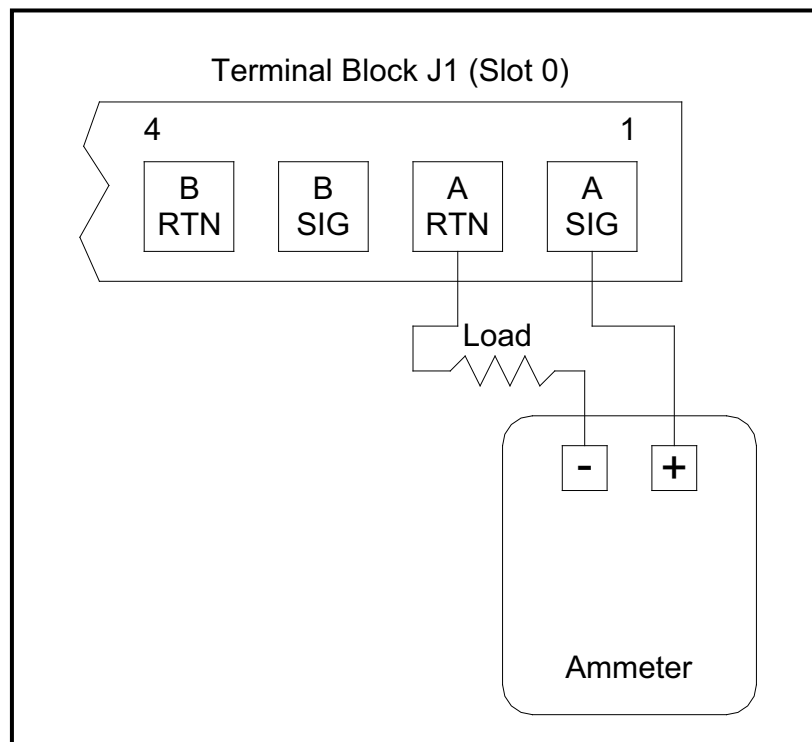 Terminal Block J1 (Slot 0)
4 1
B B A A
RTN SIG RTN SIG
Load
- +
Ammeter